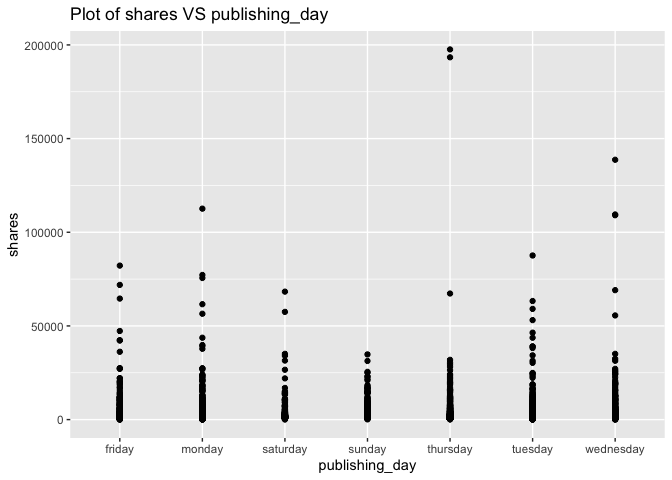 Plot of shares VS publishing_day
200000
150000
100000
50000
0
shares
friday monday saturday sunday thursday tuesday wednesday
publishing_day